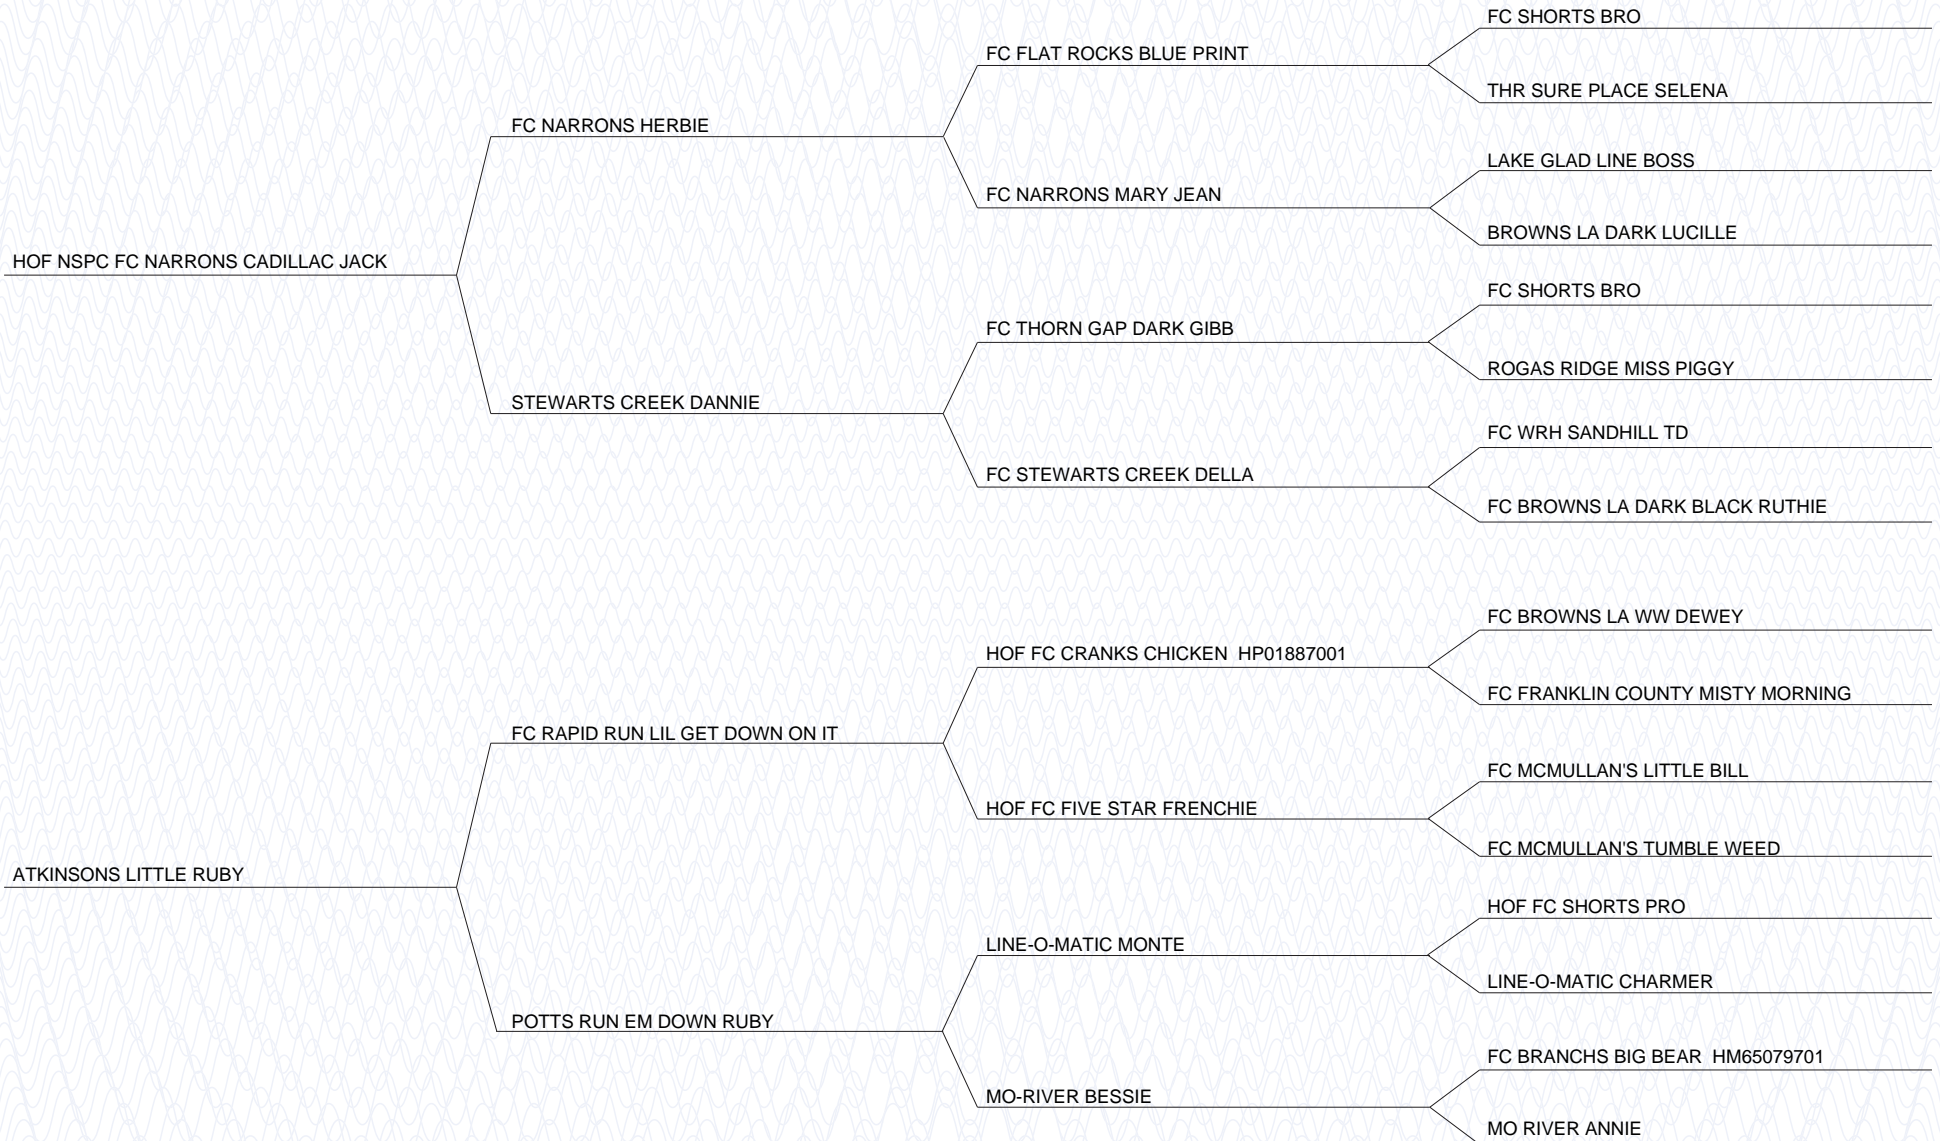 FC SHORTS BRO
FC FLAT ROCKS BLUE PRINT
THR SURE PLACE SELENA
FC NARRONS HERBIE
LAKE GLAD LINE BOSS
FC NARRONS MARY JEAN
BROWNS LA DARK LUCILLE
HOF NSPC FC NARRONS CADILLAC JACK
FC SHORTS BRO
FC THORN GAP DARK GIBB
ROGAS RIDGE MISS PIGGY
STEWARTS CREEK DANNIE
FC WRH SANDHILL TD
FC STEWARTS CREEK DELLA
FC BROWNS LA DARK BLACK RUTHIE
FC BROWNS LA WW DEWEY
HOF FC CRANKS CHICKEN HP01887001
FC FRANKLIN COUNTY MISTY MORNING
FC RAPID RUN LIL GET DOWN ON IT
FC MCMULLAN'S LITTLE BILL
HOF FC FIVE STAR FRENCHIE
FC MCMULLAN'S TUMBLE WEED
ATKINSONS LITTLE RUBY
HOF FC SHORTS PRO
LINE-O-MATIC MONTE
LINE-O-MATIC CHARMER
POTTS RUN EM DOWN RUBY
FC BRANCHS BIG BEAR HM65079701
MO-RIVER BESSIE
MO RIVER ANNIE